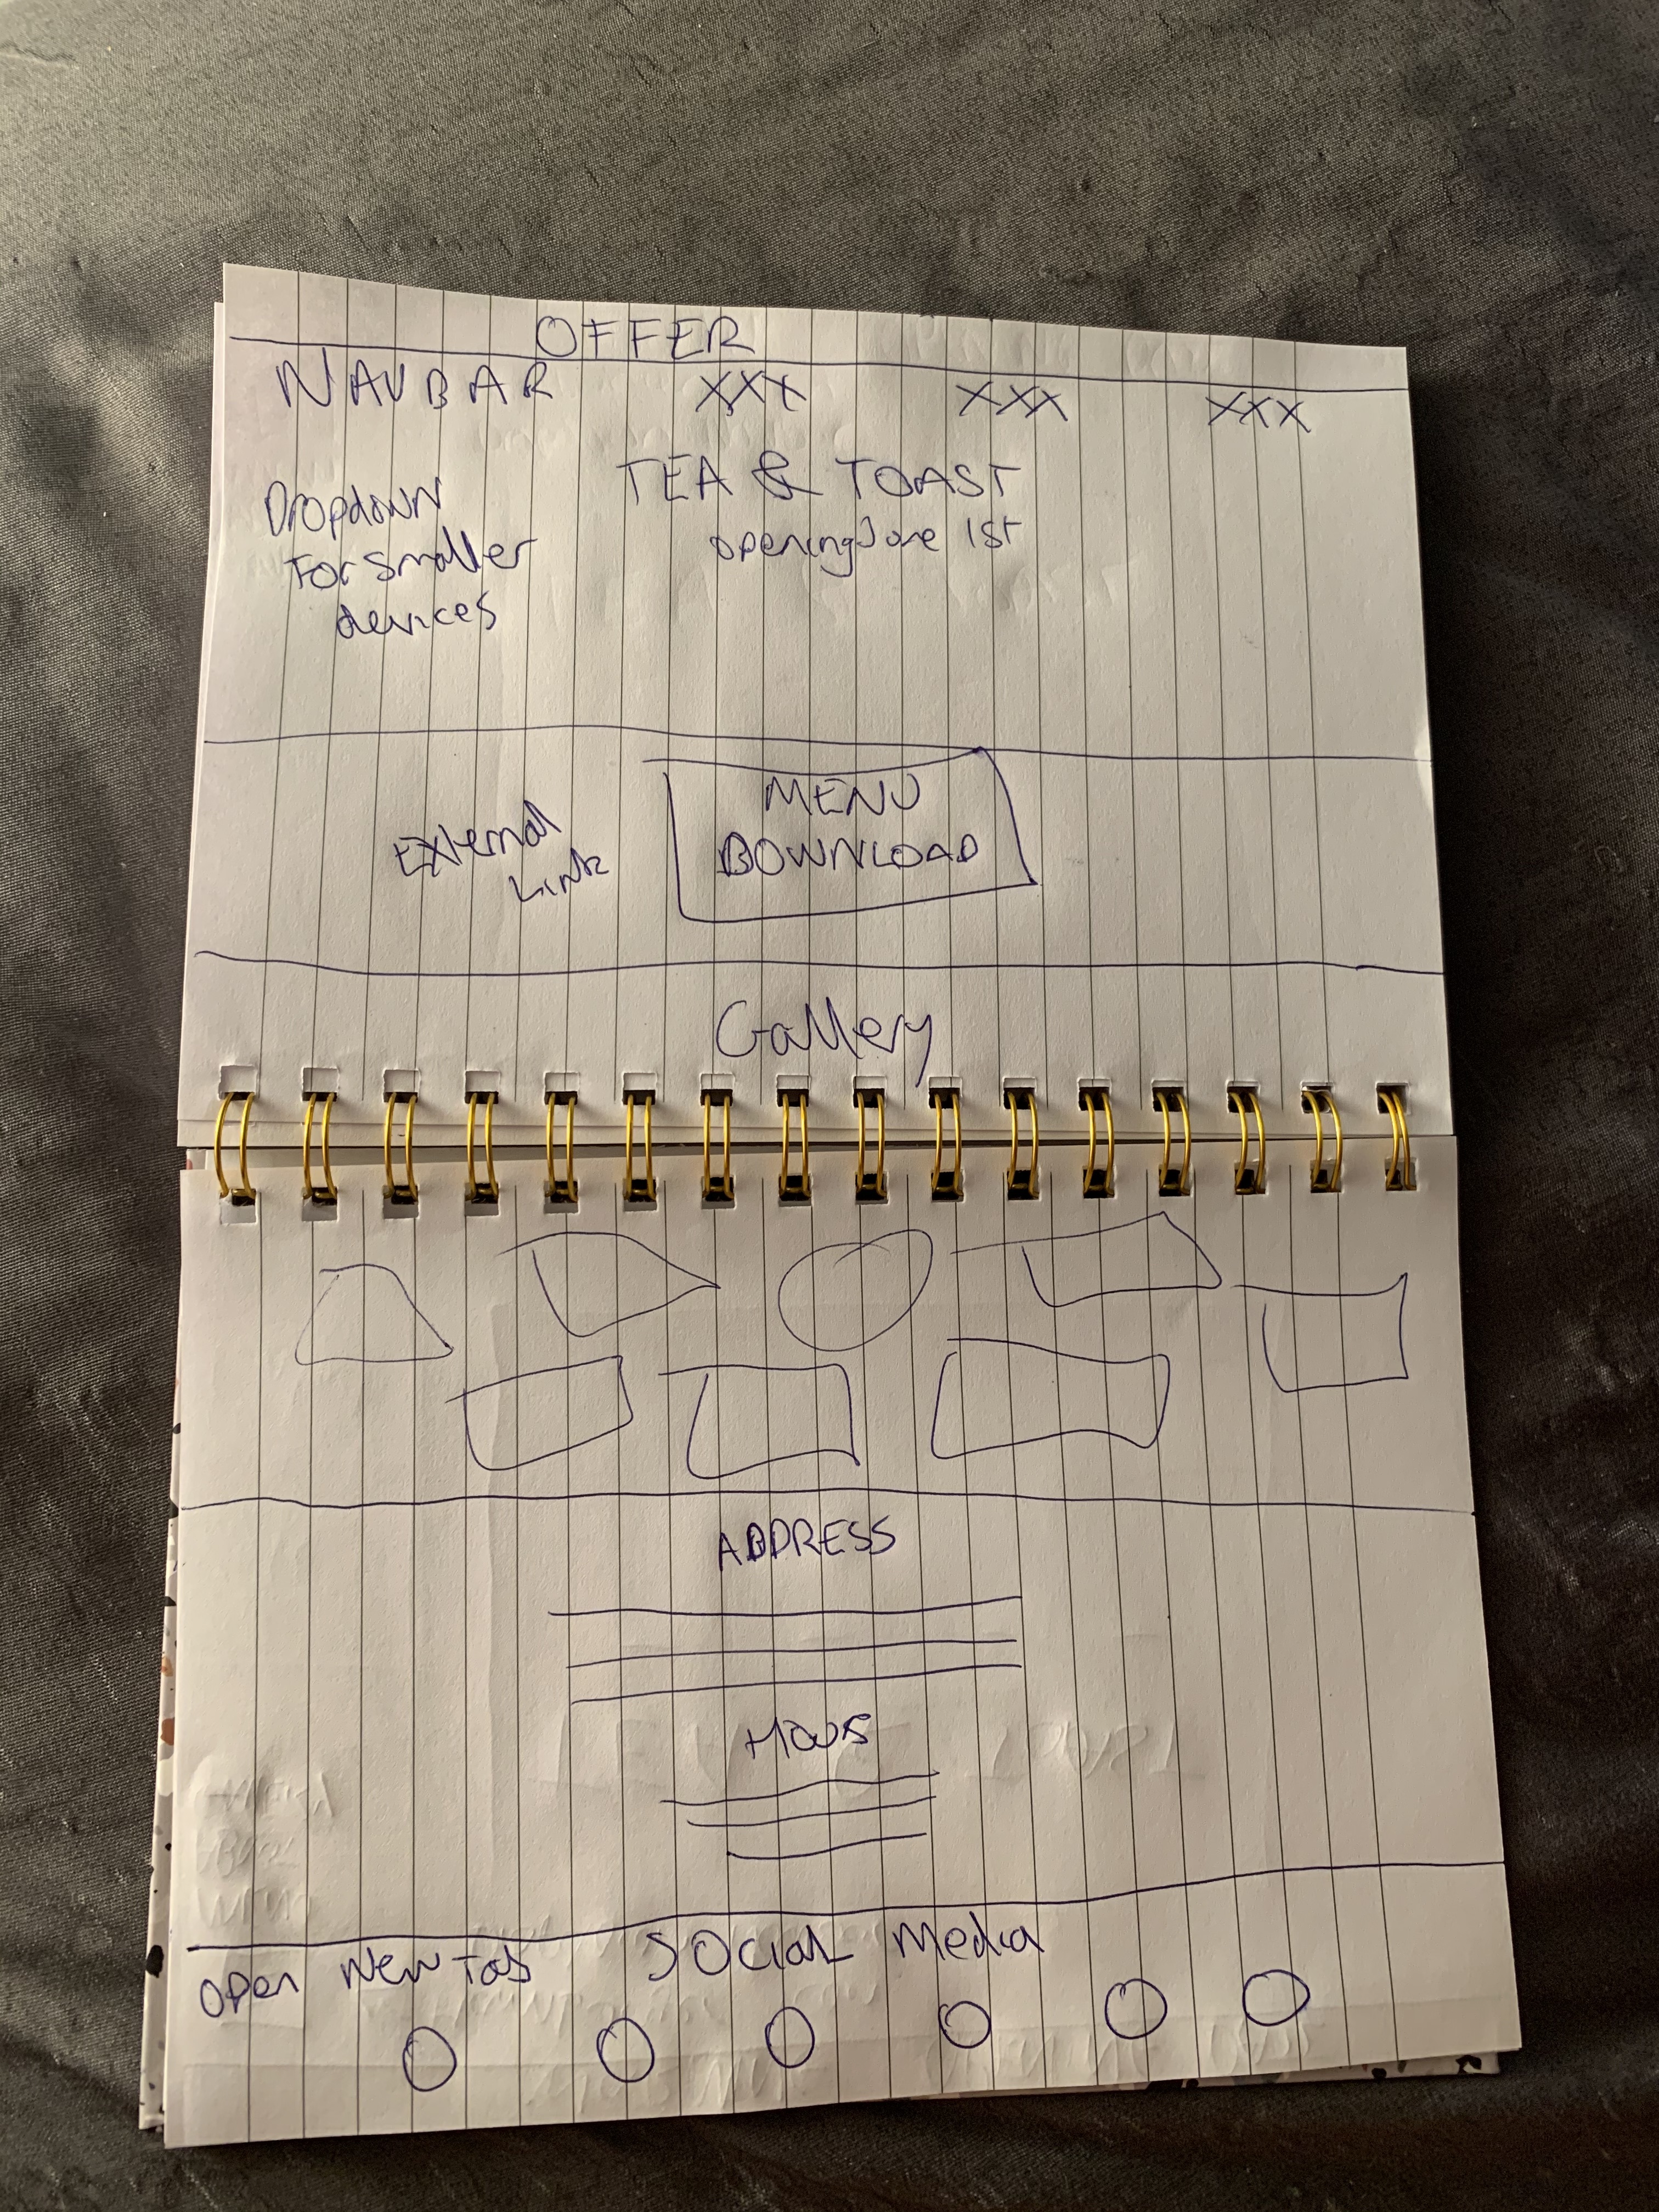 OFFER
NAVBAR XXX XXX XXX
TEA & TOAST
opening June 1st
Dropdown
For smaller
devices
MENU
DOWNLOAD
External
Link
Gallery
ADDRESS
Open New Tab Social Media